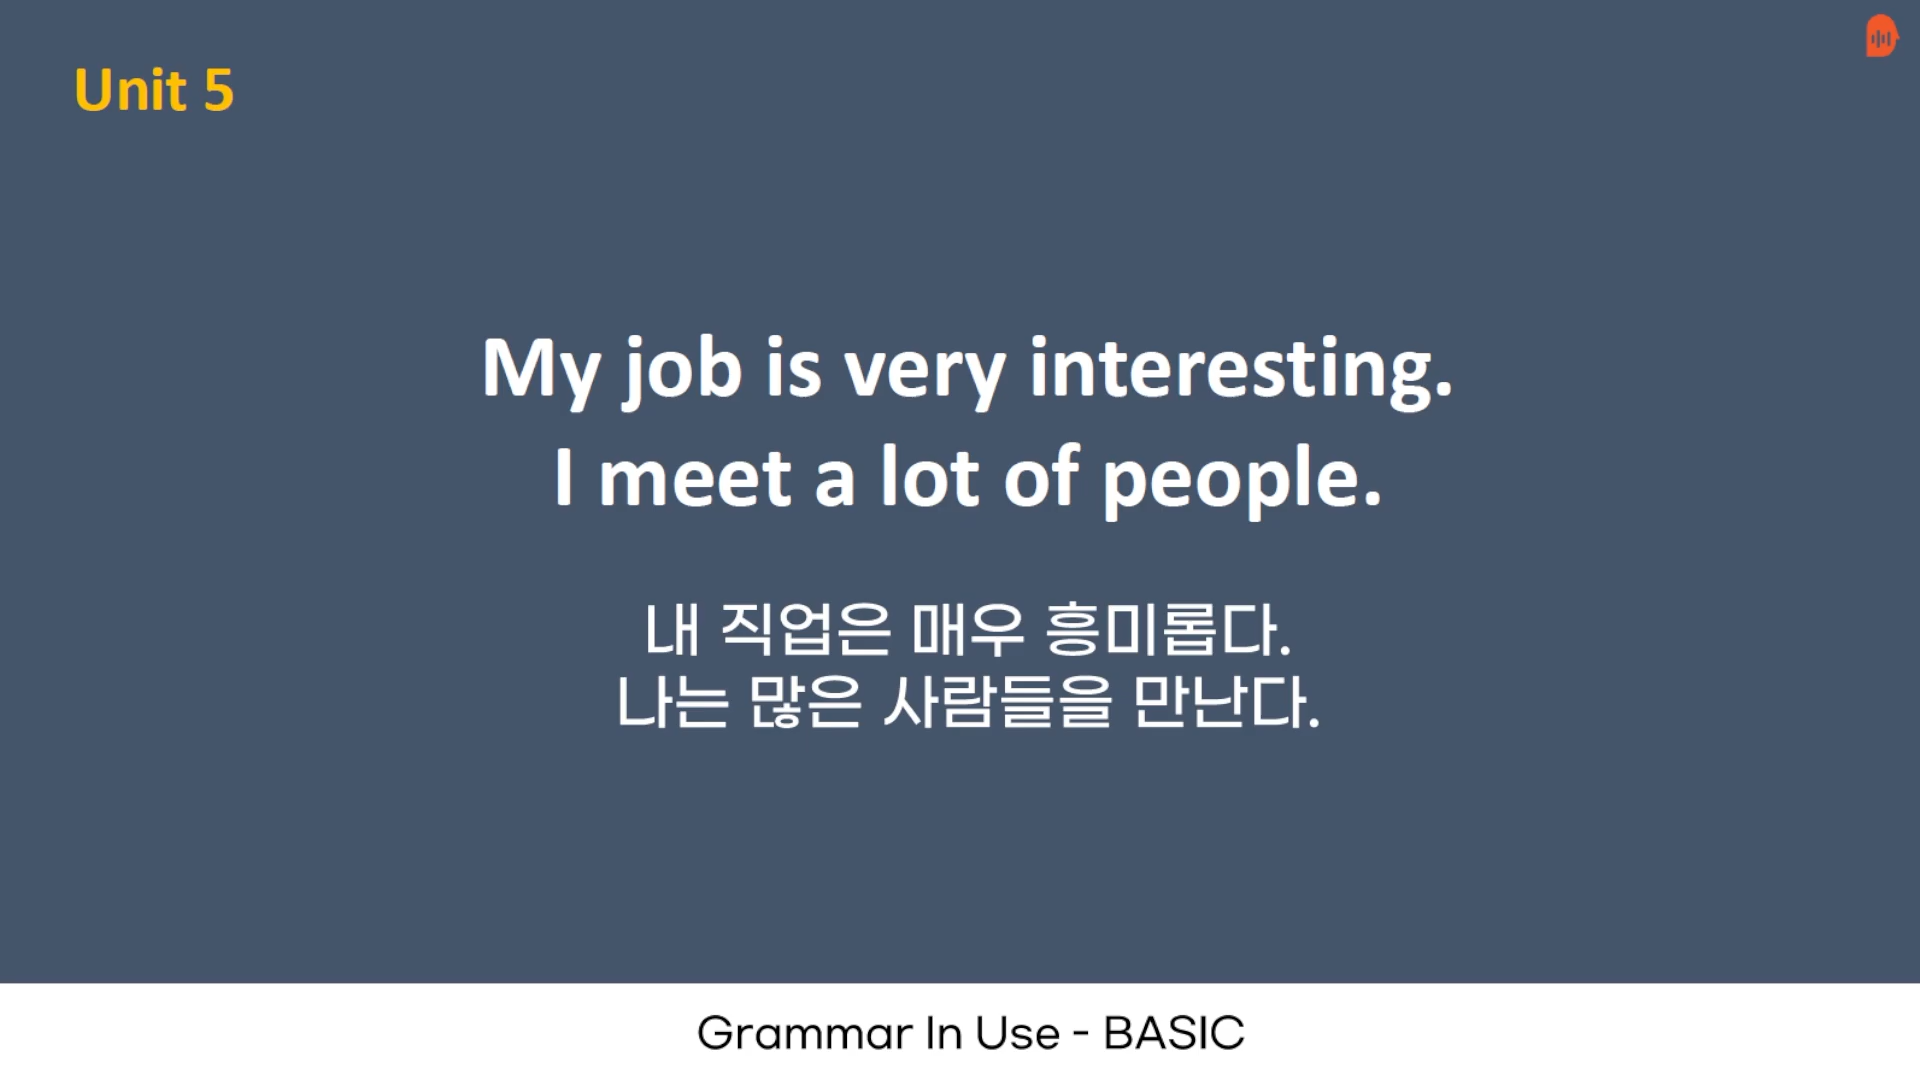 Unit 5
My job is very interesting.
I meet a lot of people.
내 직업은 매우 흥미롭다.
나는 많은 사람들을 만난다.
Grammar In Use - BASIC